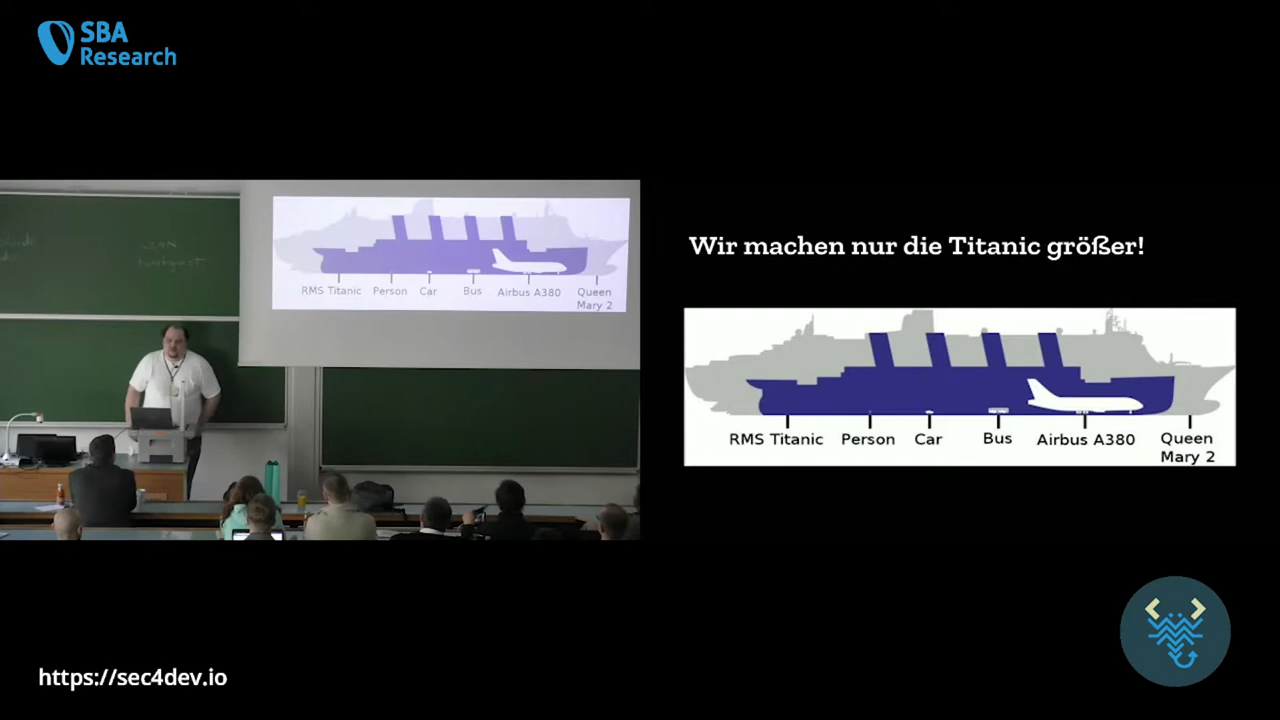 SBA
Research
RMS Titanic Person Car Bus Airbus A380 Queen
Mary 2
Wir machen nur die Titanic größer!
RMS Titanic Person Car Bus Airbus A380 Queen
Mary 2
https://sec4dev.io